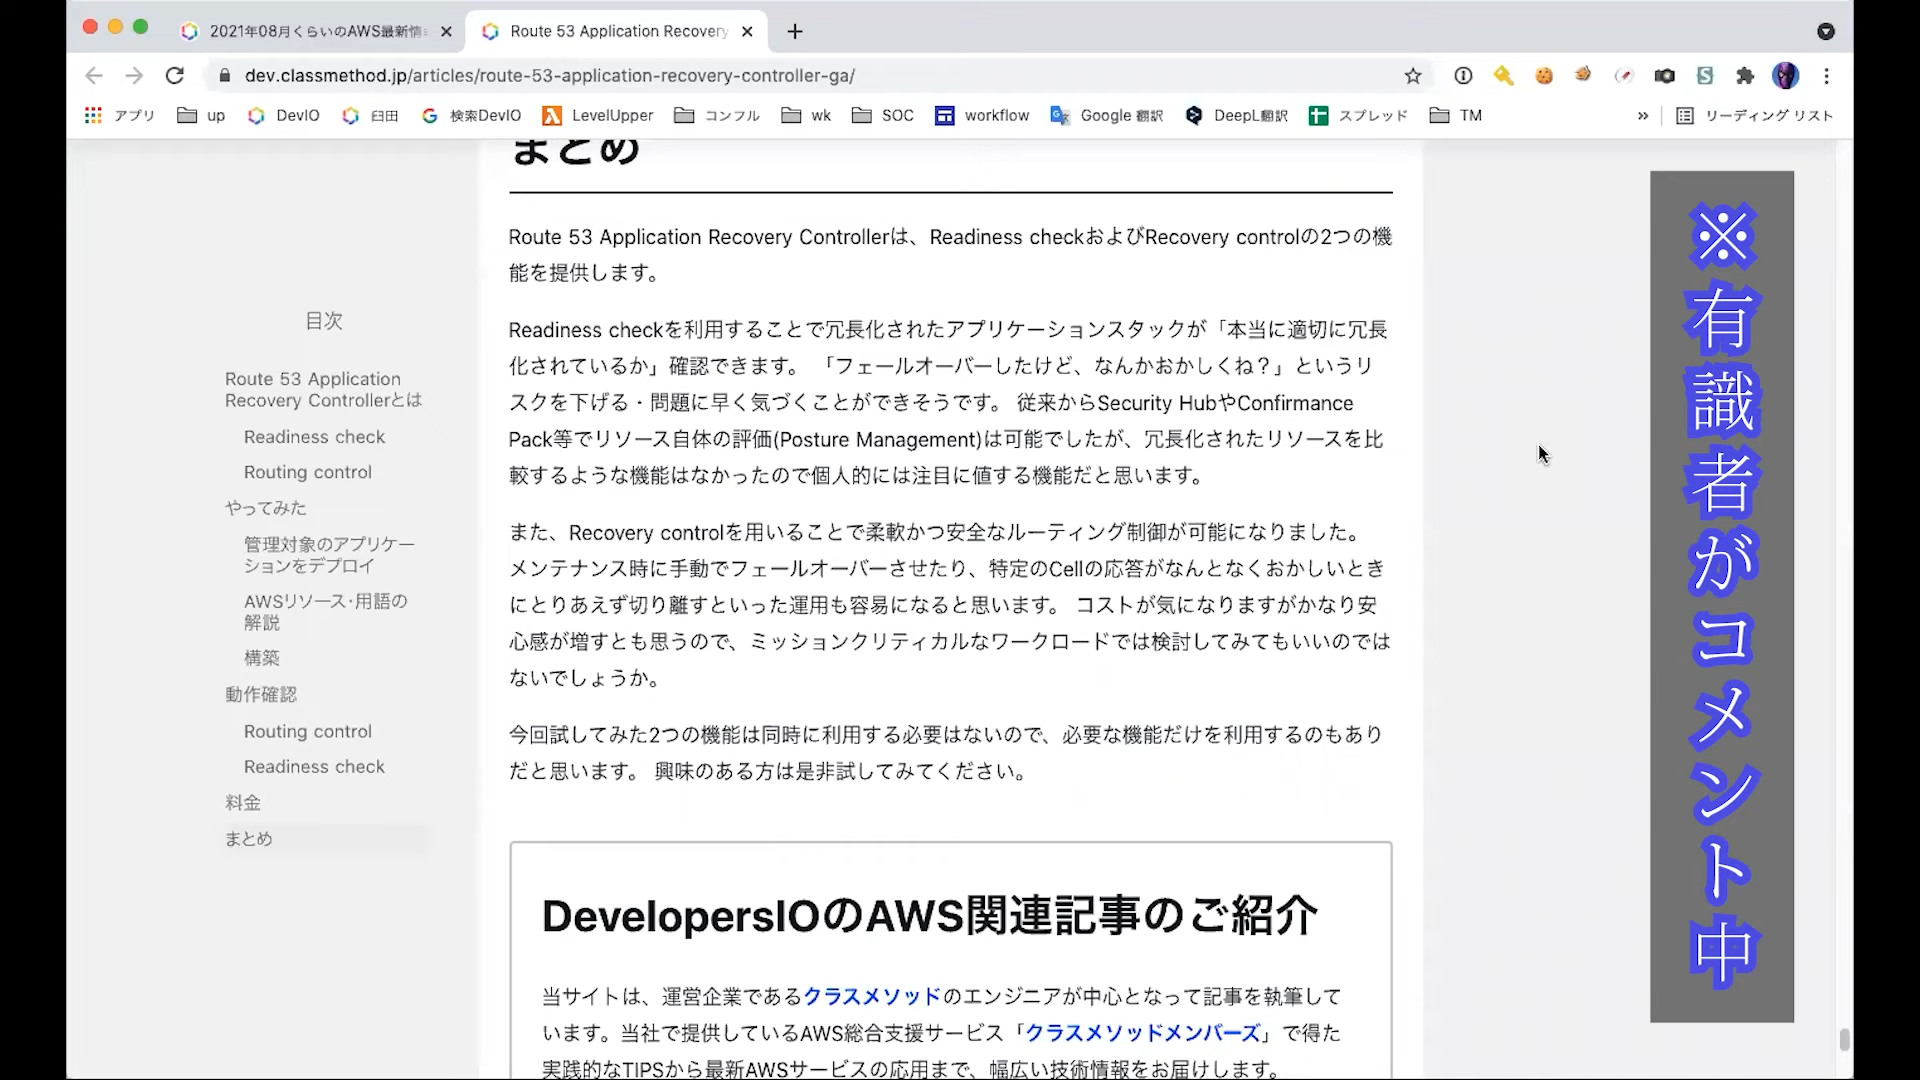 2021年08月くらいのAWS最新情
Route 53 Application Recovery
dev.classmethod.jp/articles/route-53-application-recovery-controller-ga/
アプリ up DevIO 臼田 検索DevIO LevelUpper コンフル wk SOC workflow Google 翻訳 DeepL翻訳 スプレッド TM » リーディング リスト
目次
Route 53 Application
Recovery Controllerとは
Readiness check
Routing control
やってみた
管理対象のアプリケー
ションをデプロイ
AWSリソース·用語の
解説
構築
動作確認
Routing control
Readiness check
料金
まとめ
まとめ
Route 53 Application Recovery Controllerは、Readiness checkおよびRecovery controlの2つの機
能を提供します。
Readiness checkを利用することで冗長化されたアプリケーションスタックが「本当に適切に冗長
化されているか」確認できます。 「フェールオーバーしたけど、なんかおかしくね？」というリ
スクを下げる・問題に早く気づくことができそうです。 従来からSecurity HubやConfirmance
Pack等でリソース自体の評価(Posture Management)は可能でしたが、冗長化されたリソースを比
較するような機能はなかったので個人的には注目に値する機能だと思います。
また、Recovery controlを用いることで柔軟かつ安全なルーティング制御が可能になりました。
メンテナンス時に手動でフェールオーバーさせたり、特定のCellの応答がなんとなくおかしいとき
にとりあえず切り離すといった運用も容易になると思います。 コストが気になりますがかなり安
心感が増すとも思うので、ミッションクリティカルなワークロードでは検討してみてもいいのでは
ないでしょうか。
今回試してみた2つの機能は同時に利用する必要はないので、必要な機能だけを利用するのもあり
だと思います。 興味のある方は是非試してみてください。
DevelopersIOのAWS関連記事のご紹介
当サイトは、運営企業であるクラスメソッドのエンジニアが中心となって記事を執筆して
います。当社で提供しているAWS総合支援サービス「クラスメソッドメンバーズ」で得た
実践的なTIPSから最新AWSサービスの応用まで、幅広い技術情報をお届けします。
※有識者がコメント中